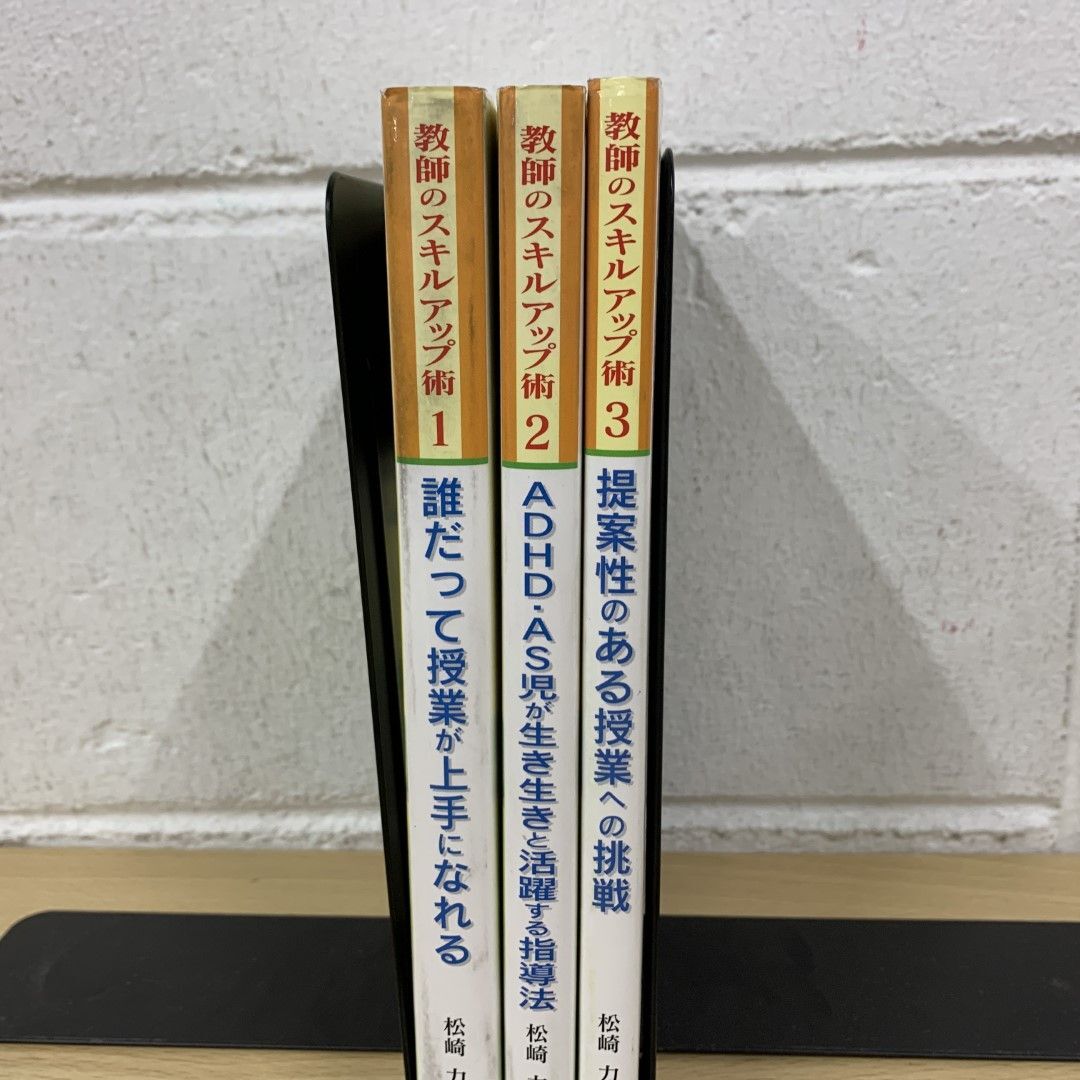 教師のスキルアップ術 1
誰だって授業が上手になれる
松崎 力
教師のスキルアップ術 2
ADHD・AS児が生き生きと活躍する指導法
松崎
教師のスキルアップ術 3
提案性のある授業への挑戦
松崎 力